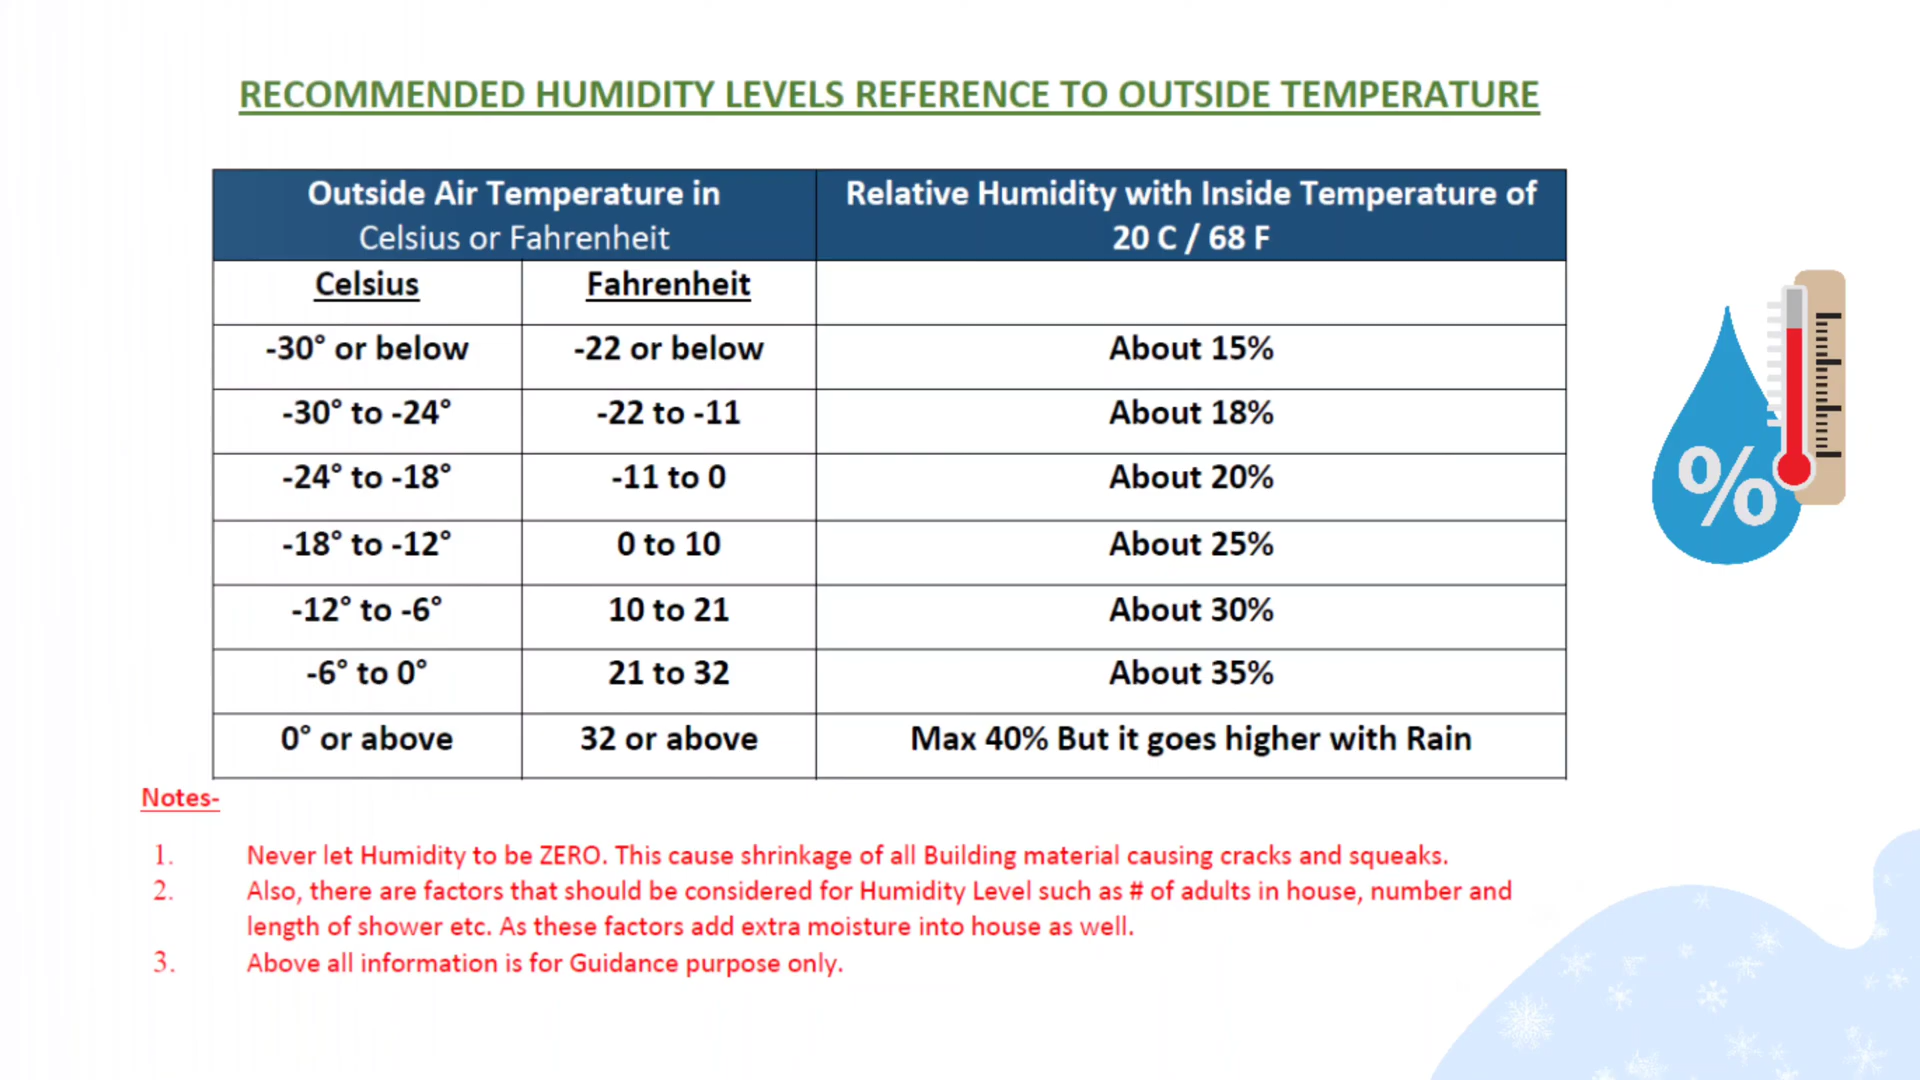 RECOMMENDED HUMIDITY LEVELS REFERENCE TO OUTSIDE TEMPERATURE
Outside Air Temperature in
Celsius or Fahrenheit
Relative Humidity with Inside Temperature of
20 C / 68 F
Celsius Fahrenheit
-30° or below -22 or below About 15%
-30° to -24° -22 to -11 About 18%
-24° to -18° -11 to 0 About 20%
-18° to -12° 0 to 10 About 25%
-12° to -6° 10 to 21 About 30%
-6° to 0° 21 to 32 About 35%
0° or above 32 or above Max 40% But it goes higher with Rain
%
Notes-
1. Never let Humidity to be ZERO. This cause shrinkage of all Building material causing cracks and squeaks.
2. Also, there are factors that should be considered for Humidity Level such as # of adults in house, number and
length of shower etc. As these factors add extra moisture into house as well.
3. Above all information is for Guidance purpose only.